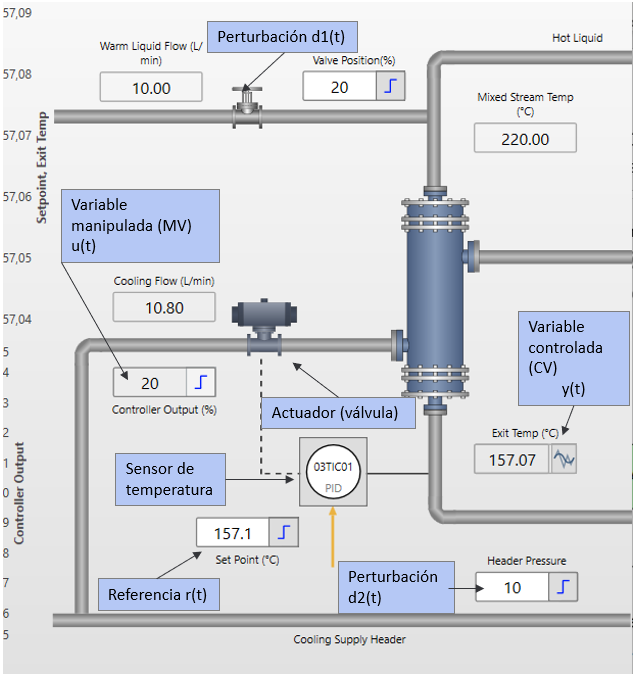 57,09
57,08
57,07
57,06
57,05
57,04
5
4
3
2
1
0
9
8
7
6
5
Setpoint, Exit Temp
Controller Output
Warm Liquid Flow (L/
min)
10.00
Perturbación d1(t)
Valve Position(%)
20
Hot Liquid
Mixed Stream Temp
(°C)
220.00
Variable
manipulada (MV)
u(t)
Cooling Flow (L/min)
10.80
20
Controller Output (%)
Actuador (válvula)
Variable
controlada
(CV)
y(t)
Exit Temp (°C)
157.07
Sensor de
temperatura
03TIC01
PID
157.1
Set Point (°C)
Referencia r(t)
Perturbación
d2(t)
Header Pressure
10
Cooling Supply Header